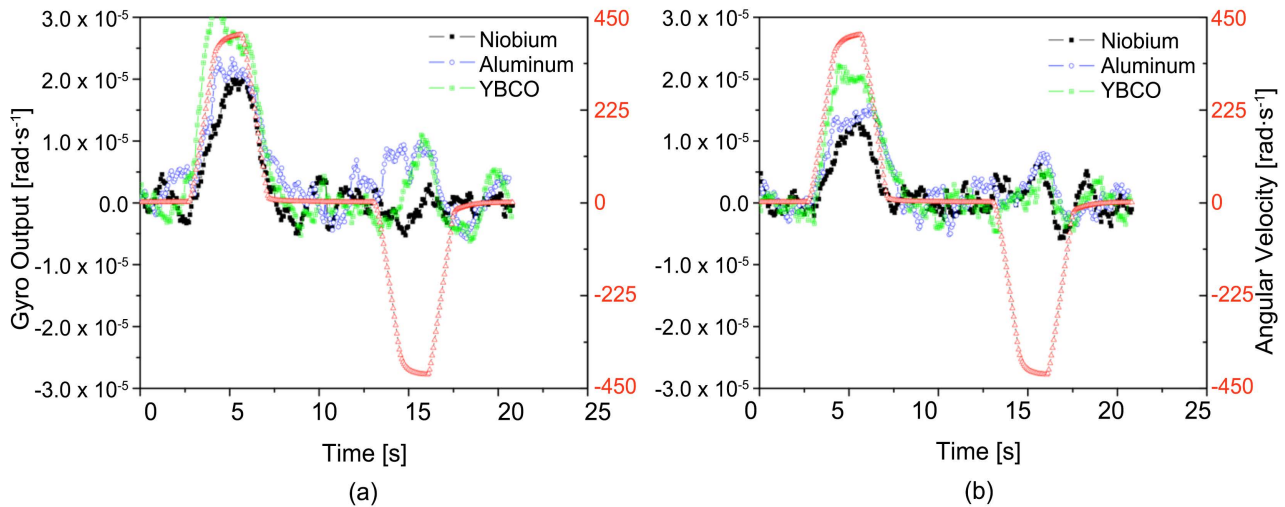 Gyro Output [rad·s⁻¹]
3.0 x 10⁻⁵
2.0 x 10⁻⁵
1.0 x 10⁻⁵
0.0
-1.0 x 10⁻⁵
-2.0 x 10⁻⁵
-3.0 x 10⁻⁵
Niobium
Aluminum
YBCO
450
225
0
-225
-450
0 5 10 15 20 25
Time [s]
(a)
3.0 x 10⁻⁵
2.0 x 10⁻⁵
1.0 x 10⁻⁵
0.0
-1.0 x 10⁻⁵
-2.0 x 10⁻⁵
-3.0 x 10⁻⁵
Niobium
Aluminum
YBCO
450
225
0
-225
-450
Angular Velocity [rad·s⁻¹]
0 5 10 15 20 25
Time [s]
(b)